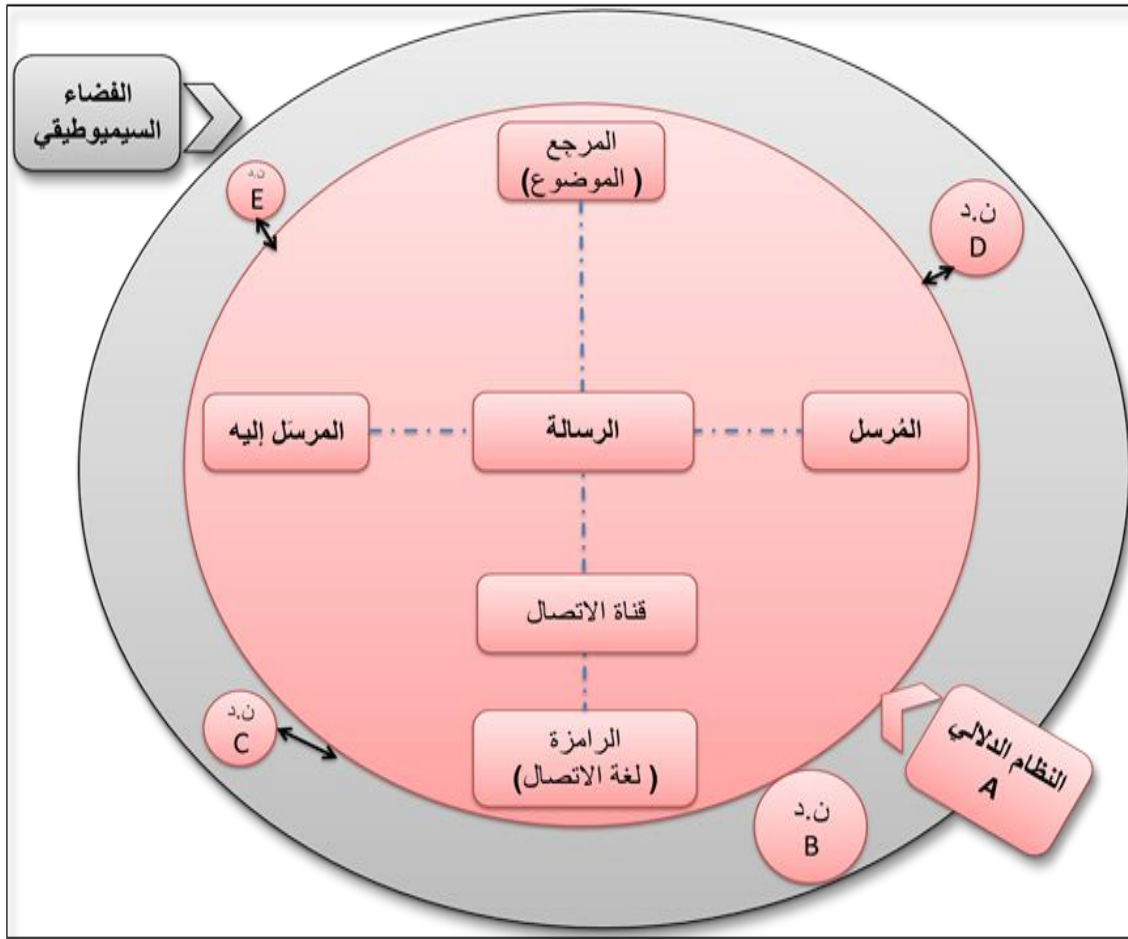 الفضاء
السيميوطيقي
المرجع
(الموضوع )
ن.د
E
ن.د
D
المُرسل
الرسالة
المرسَل إليه
قناة الاتصال
الرامزة
(لغة الاتصال )
ن.د
C
ن.د
B
النظام الدلالي
A